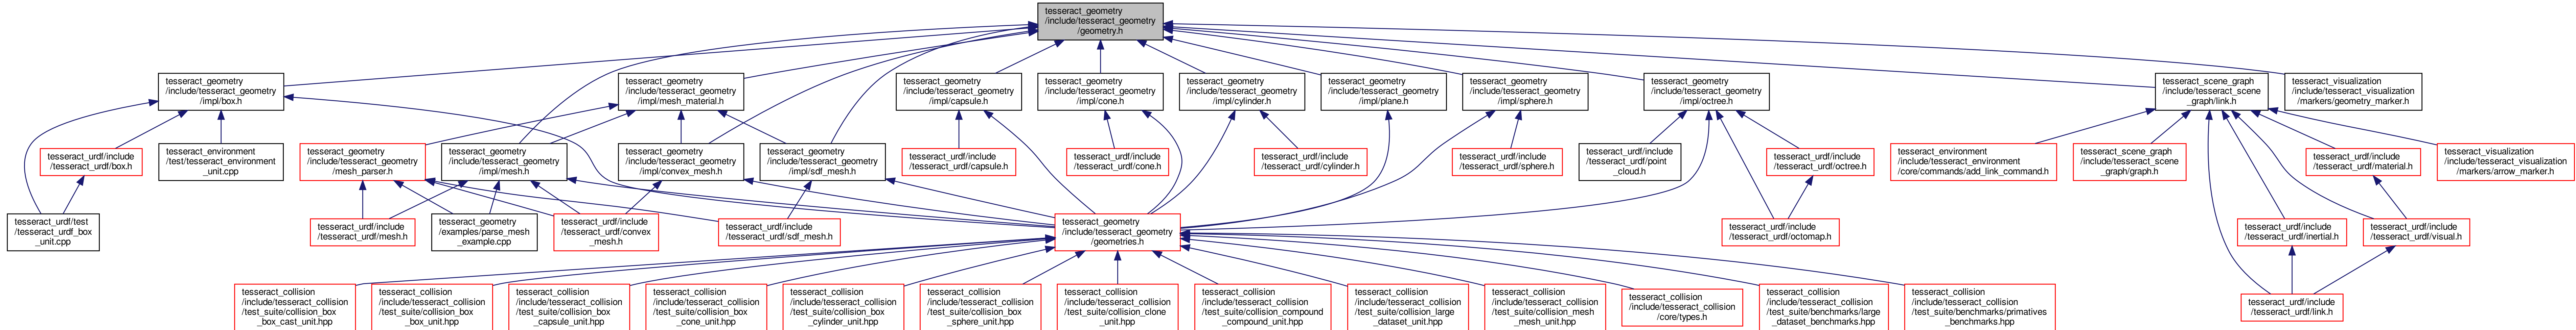 tesseract_geometry
/include/tesseract_geometry
/geometry.h
tesseract_geometry
/include/tesseract_geometry
/impl/box.h
tesseract_geometry
/include/tesseract_geometry
/impl/mesh_material.h
tesseract_geometry
/include/tesseract_geometry
/impl/capsule.h
tesseract_geometry
/include/tesseract_geometry
/impl/cone.h
tesseract_geometry
/include/tesseract_geometry
/impl/cylinder.h
tesseract_geometry
/include/tesseract_geometry
/impl/plane.h
tesseract_geometry
/include/tesseract_geometry
/impl/sphere.h
tesseract_geometry
/include/tesseract_geometry
/impl/octree.h
tesseract_scene_graph
/include/tesseract_scene
_graph/link.h
tesseract_visualization
/include/tesseract_visualization
/markers/geometry_marker.h
tesseract_urdf/include
/tesseract_urdf/box.h
tesseract_environment
/test/tesseract_environment
_unit.cpp
tesseract_geometry
/include/tesseract_geometry
/mesh_parser.h
tesseract_geometry
/include/tesseract_geometry
/impl/mesh.h
tesseract_geometry
/include/tesseract_geometry
/impl/convex_mesh.h
tesseract_geometry
/include/tesseract_geometry
/impl/sdf_mesh.h
tesseract_urdf/include
/tesseract_urdf/capsule.h
tesseract_urdf/include
/tesseract_urdf/cone.h
tesseract_urdf/include
/tesseract_urdf/cylinder.h
tesseract_urdf/include
/tesseract_urdf/sphere.h
tesseract_urdf/include
/tesseract_urdf/point
_cloud.h
tesseract_urdf/include
/tesseract_urdf/octree.h
tesseract_environment
/include/tesseract_environment
/core/commands/add_link_command.h
tesseract_scene_graph
/include/tesseract_scene
_graph/graph.h
tesseract_urdf/include
/tesseract_urdf/material.h
tesseract_visualization
/include/tesseract_visualization
/markers/arrow_marker.h
tesseract_urdf/test
/tesseract_urdf_box
_unit.cpp
tesseract_urdf/include
/tesseract_urdf/mesh.h
tesseract_geometry
/examples/parse_mesh
_example.cpp
tesseract_urdf/include
/tesseract_urdf/convex
_mesh.h
tesseract_urdf/include
/tesseract_urdf/sdf_mesh.h
tesseract_geometry
/include/tesseract_geometry
/geometries.h
tesseract_urdf/include
/tesseract_urdf/octomap.h
tesseract_urdf/include
/tesseract_urdf/inertial.h
tesseract_urdf/include
/tesseract_urdf/visual.h
tesseract_collision
/include/tesseract_collision
/test_suite/collision_box
_box_cast_unit.hpp
tesseract_collision
/include/tesseract_collision
/test_suite/collision_box
_box_unit.hpp
tesseract_collision
/include/tesseract_collision
/test_suite/collision_box
_capsule_unit.hpp
tesseract_collision
/include/tesseract_collision
/test_suite/collision_box
_cone_unit.hpp
tesseract_collision
/include/tesseract_collision
/test_suite/collision_box
_cylinder_unit.hpp
tesseract_collision
/include/tesseract_collision
/test_suite/collision_box
_sphere_unit.hpp
tesseract_collision
/include/tesseract_collision
/test_suite/collision_clone
_unit.hpp
tesseract_collision
/include/tesseract_collision
/test_suite/collision_compound
_compound_unit.hpp
tesseract_collision
/include/tesseract_collision
/test_suite/collision_large
_dataset_unit.hpp
tesseract_collision
/include/tesseract_collision
/test_suite/collision_mesh
_mesh_unit.hpp
tesseract_collision
/include/tesseract_collision
/core/types.h
tesseract_collision
/include/tesseract_collision
/test_suite/benchmarks/large
_dataset_benchmarks.hpp
tesseract_collision
/include/tesseract_collision
/test_suite/benchmarks/primatives
_benchmarks.hpp
tesseract_urdf/include
/tesseract_urdf/link.h